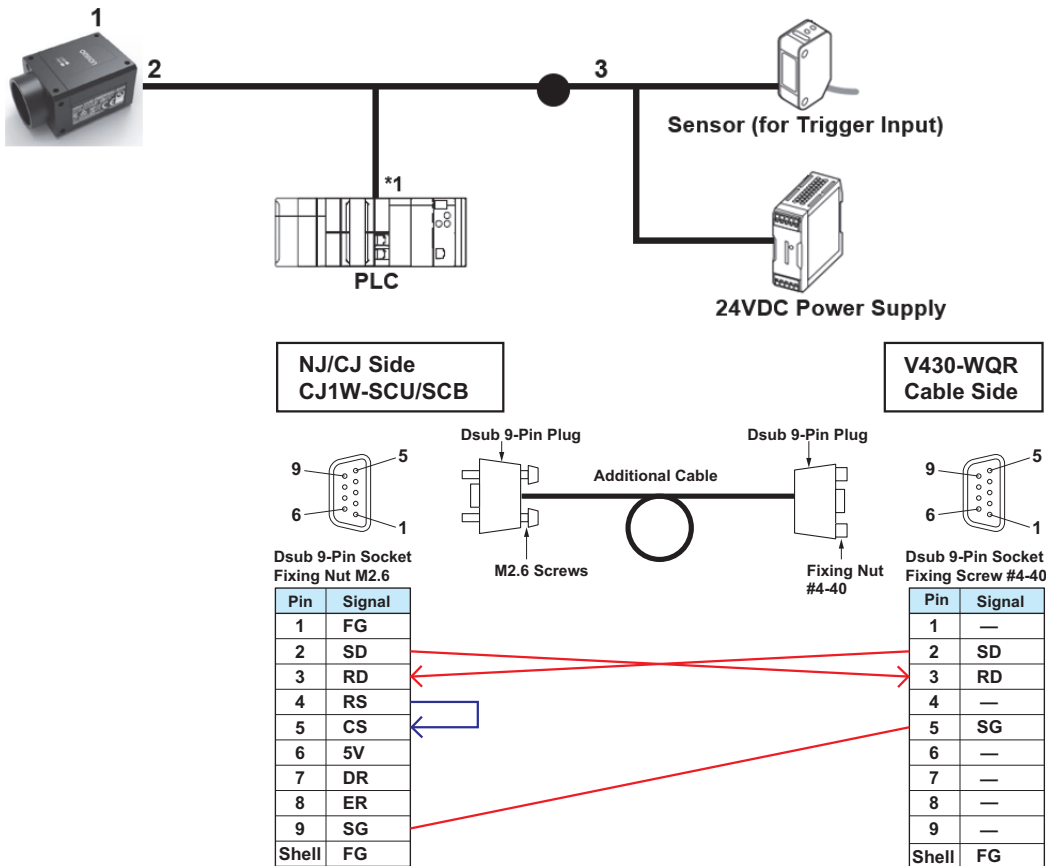 1
2
3
Sensor (for Trigger Input)
*1
PLC
24VDC Power Supply
NJ/CJ Side
CJ1W-SCU/SCB
V430-WQR
Cable Side
Dsub 9-Pin Plug
Dsub 9-Pin Plug
Additional Cable
9
5
6
1
9
5
6
1
M2.6 Screws
Fixing Nut
#4-40
Dsub 9-Pin Socket
Fixing Nut M2.6
Dsub 9-Pin Socket
Fixing Screw #4-40
Pin Signal
1 FG
2 SD
3 RD
4 RS
5 CS
6 5V
7 DR
8 ER
9 SG
Shell FG
Pin Signal
1 —
2 SD
3 RD
4 —
5 SG
6 —
7 —
8 —
9 —
Shell FG